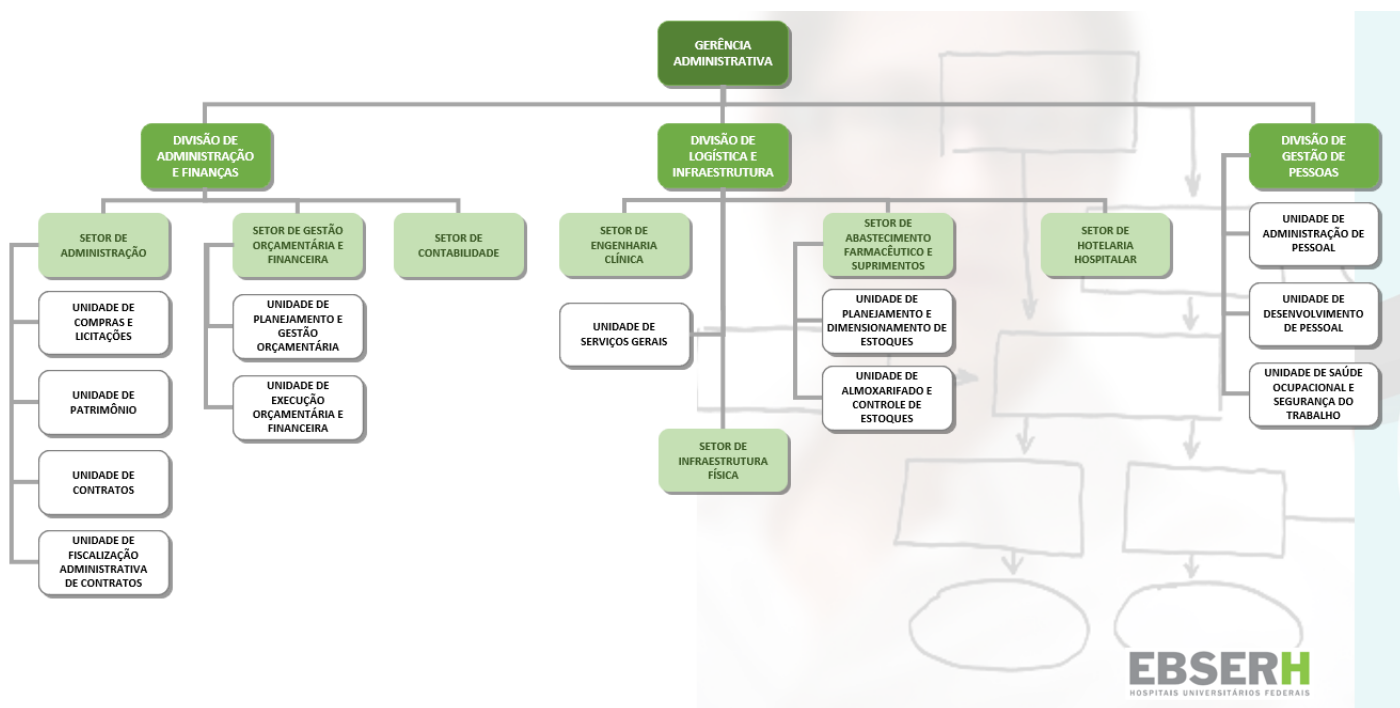 GERÊNCIA
ADMINISTRATIVA
DIVISÃO DE
ADMINISTRAÇÃO
E FINANÇAS
DIVISÃO DE
LOGÍSTICA E
INFRAESTRUTURA
DIVISÃO DE
GESTÃO DE
PESSOAS
SETOR DE
ADMINISTRAÇÃO
UNIDADE DE
COMPRAS E
LICITAÇÕES
UNIDADE DE
PATRIMÔNIO
UNIDADE DE
CONTRATOS
UNIDADE DE
FISCALIZAÇÃO
ADMINISTRATIVA
DE CONTRATOS
SETOR DE GESTÃO
ORÇAMENTÁRIA E
FINANCEIRA
UNIDADE DE
PLANEJAMENTO E
GESTÃO
ORÇAMENTÁRIA
UNIDADE DE
EXECUÇÃO
ORÇAMENTÁRIA E
FINANCEIRA
SETOR DE
CONTABILIDADE
SETOR DE
ENGENHARIA
CLÍNICA
UNIDADE DE
SERVIÇOS GERAIS
SETOR DE
INFRAESTRUTURA
FÍSICA
SETOR DE
ABASTECIMENTO
FARMACÊUTICO E
SUPRIMENTOS
UNIDADE DE
PLANEJAMENTO E
DIMENSIONAMENTO DE
ESTOQUES
UNIDADE DE
ALMOXARIFADO E
CONTROLE DE
ESTOQUES
SETOR DE
HOTELARIA
HOSPITALAR
UNIDADE DE
ADMINISTRAÇÃO DE
PESSOAL
UNIDADE DE
DESENVOLVIMENTO
DE PESSOAL
UNIDADE DE SAÚDE
OCUPACIONAL E
SEGURANÇA DO
TRABALHO
EBSERH
HOSPITAIS UNIVERSITÁRIOS FEDERAIS